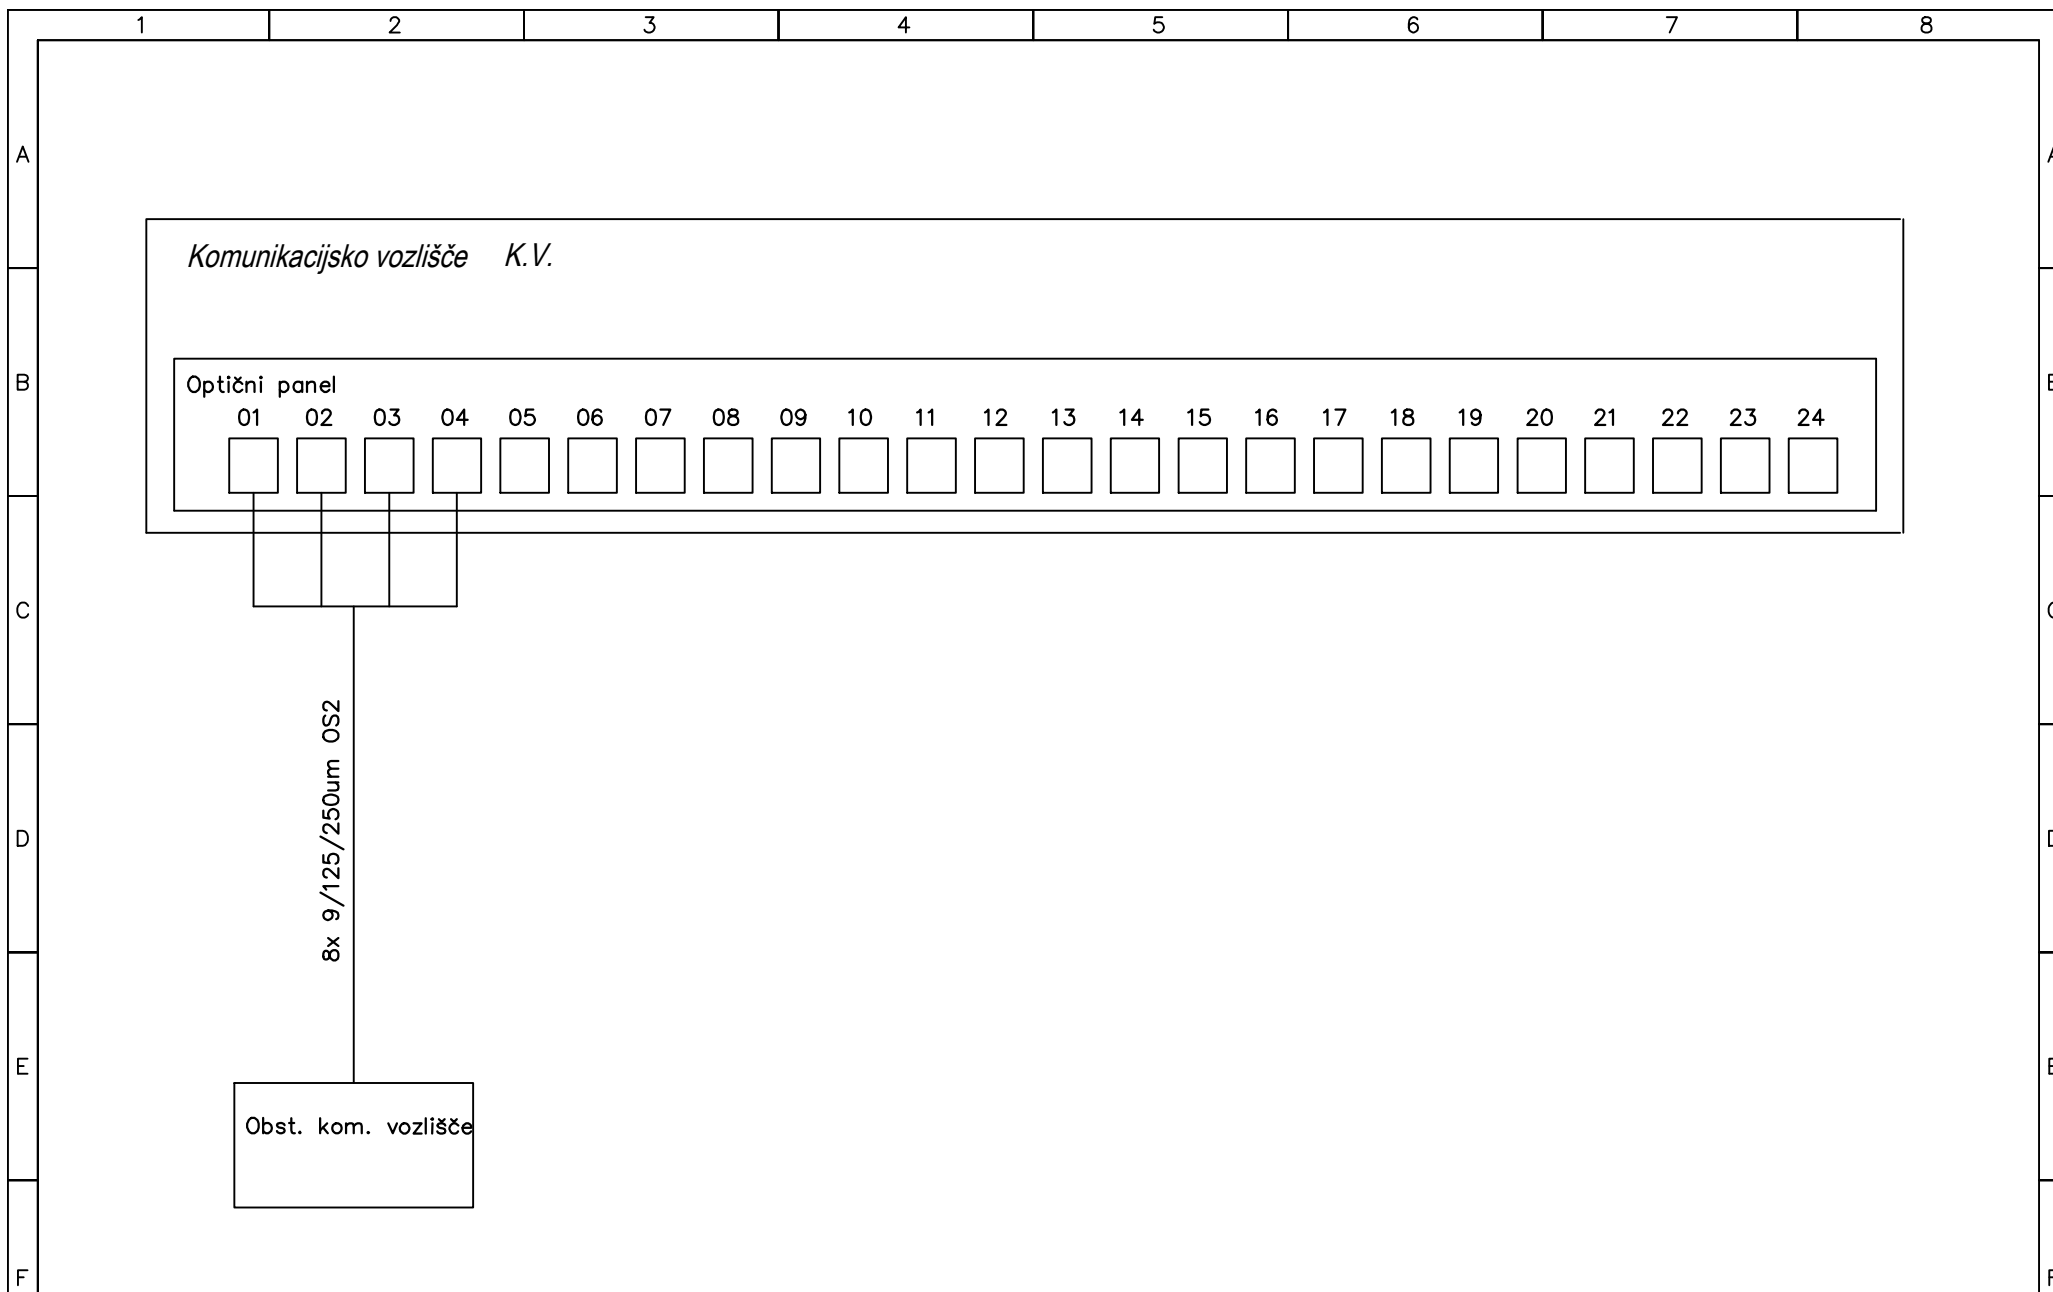 1 2 3 4 5 6 7 8
A A
Komunikacijsko vozlišče K.V.
B B
Optični panel
01 02 03 04 05 06 07 08 09 10 11 12 13 14 15 16 17 18 19 20 21 22 23 24
C C
8x 9/125/250um OS2
D D
E E
Obst. kom. vozlišče
F F